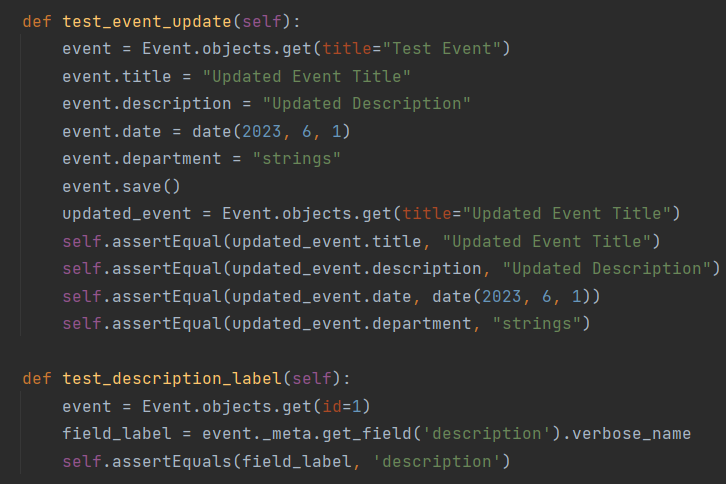 def test_event_update(self):
    event = Event.objects.get(title="Test Event")
    event.title = "Updated Event Title"
    event.description = "Updated Description"
    event.date = date(2023, 6, 1)
    event.department = "strings"
    event.save()
    updated_event = Event.objects.get(title="Updated Event Title")
    self.assertEqual(updated_event.title, "Updated Event Title")
    self.assertEqual(updated_event.description, "Updated Description")
    self.assertEqual(updated_event.date, date(2023, 6, 1))
    self.assertEqual(updated_event.department, "strings")

def test_description_label(self):
    event = Event.objects.get(id=1)
    field_label = event._meta.get_field('description').verbose_name
    self.assertEquals(field_label, 'description')